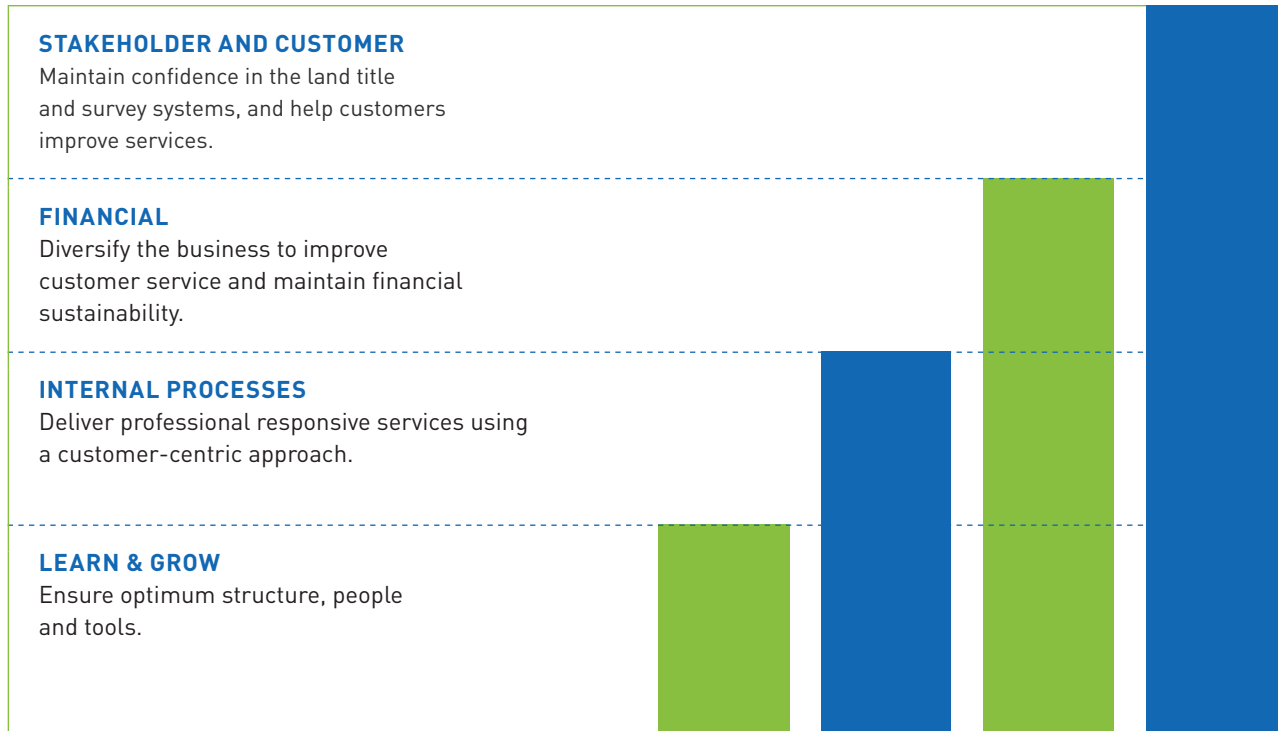 STAKEHOLDER AND CUSTOMER
Maintain confidence in the land title
and survey systems, and help customers
improve services.
FINANCIAL
Diversify the business to improve
customer service and maintain financial
sustainability.
INTERNAL PROCESSES
Deliver professional responsive services using
a customer-centric approach.
LEARN & GROW
Ensure optimum structure, people
and tools.